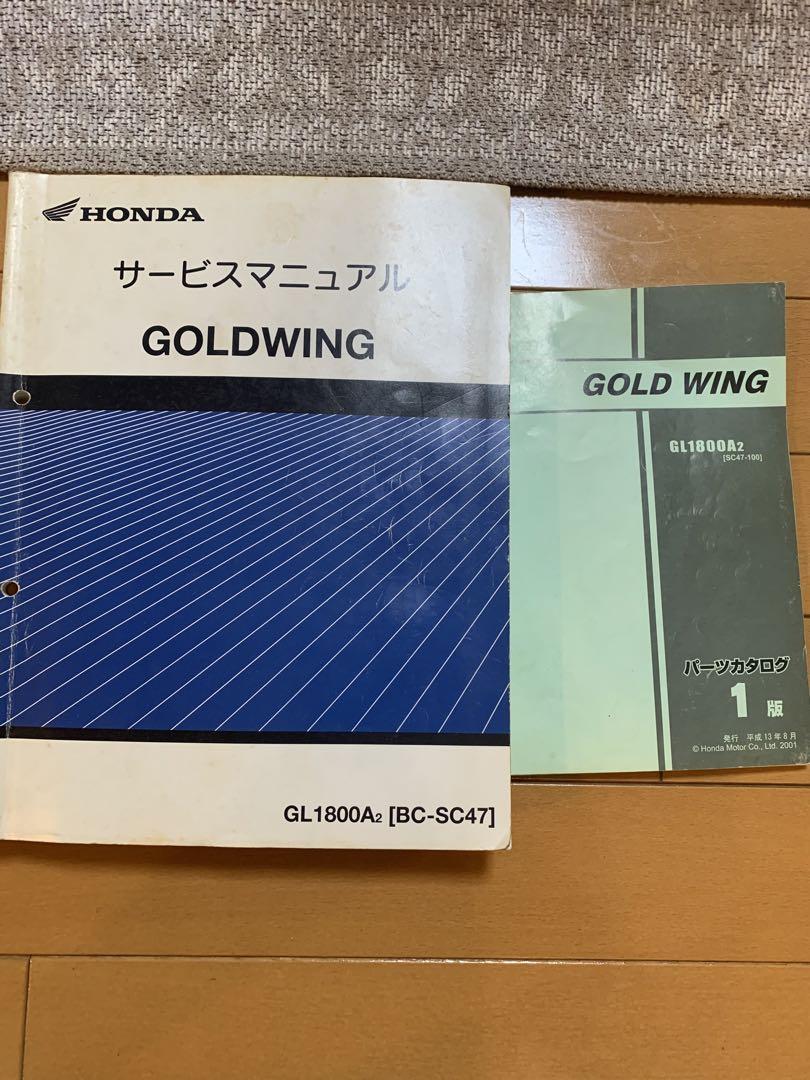 HONDA
サービスマニュアル
GOLDWING
GL1800A2 [BC-SC47]
GOLD WING
GL1800A2
[SC47-100]
パーツカタログ
1版
発行 平成13年8月
© Honda Motor Co., Ltd. 2001